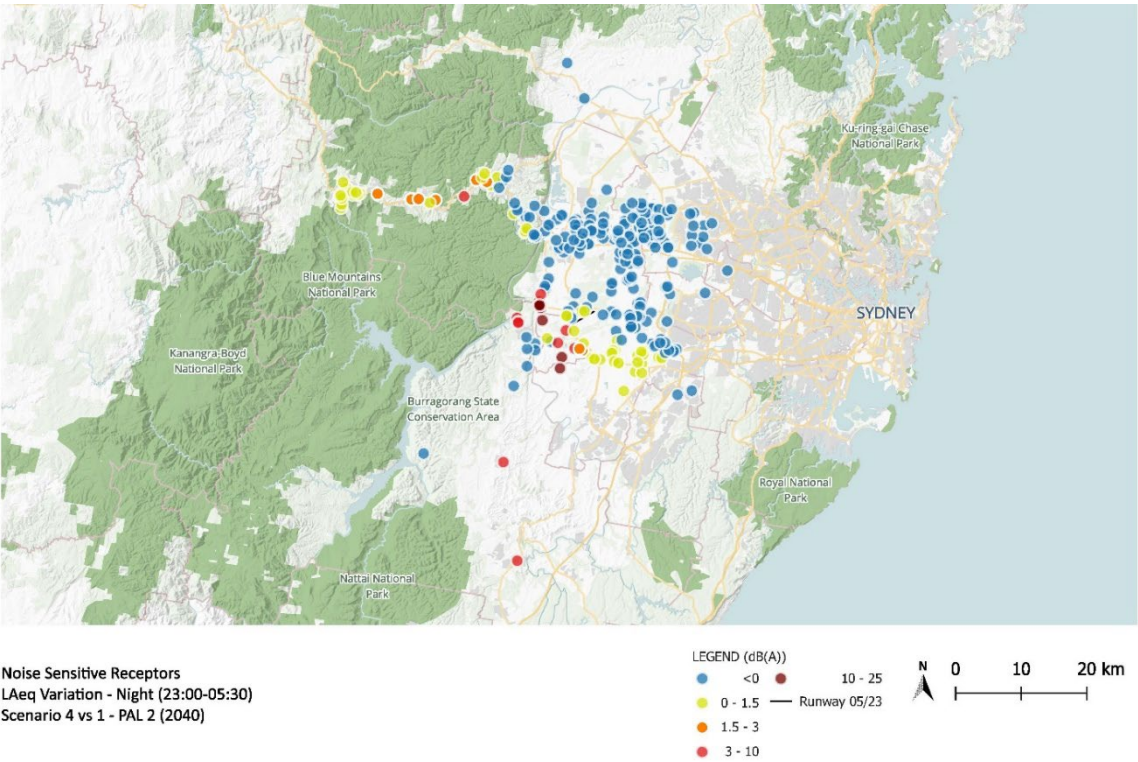 Ku-ring-gai Chase
National Park
Blue Mountains
National Park
SYDNEY
Kanangra-Boyd
National Park
Burragorang State
Conservation Area
Royal National
Park
Nattai National
Park
Noise Sensitive Receptors
LAeq Variation - Night (23:00-05:30)
Scenario 4 vs 1 - PAL 2 (2040)
LEGEND (dB(A))
<0
10 - 25
0 - 1.5
Runway 05/23
1.5 - 3
3 - 10
N
0 10 20 km